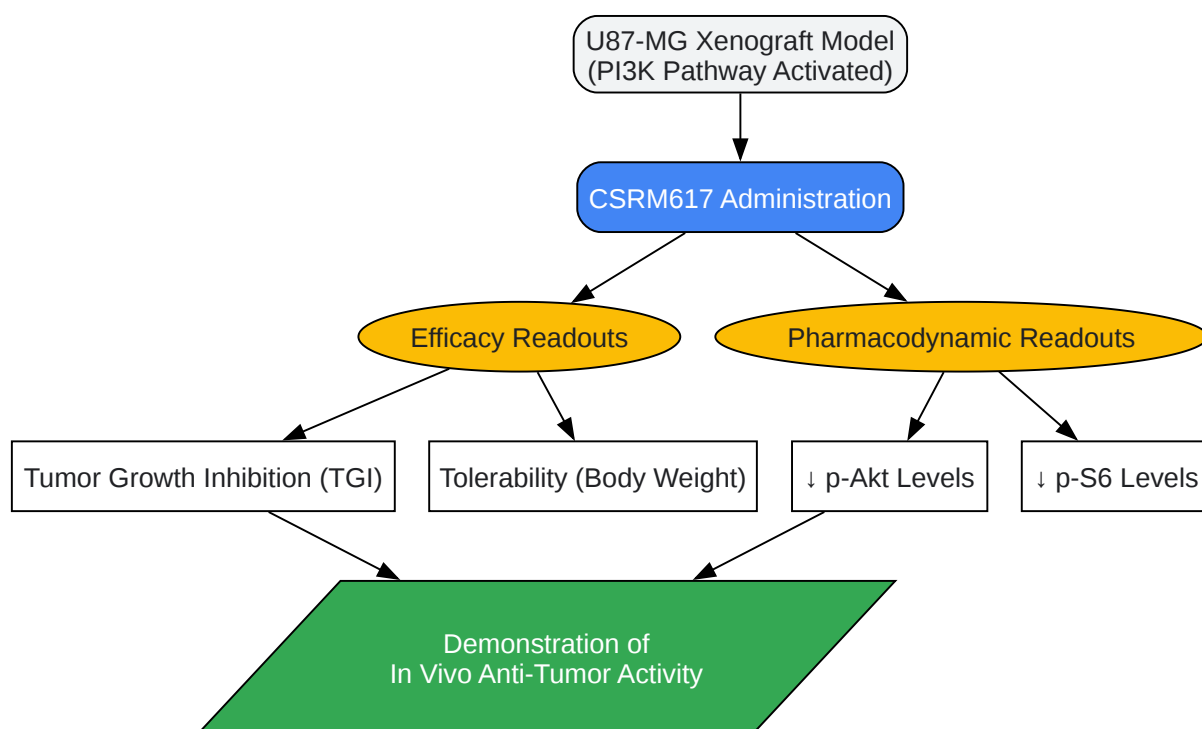 U87-MG Xenograft Model
(PI3K Pathway Activated)
CSRM617 Administration
Efficacy Readouts
Pharmacodynamic Readouts
Tumor Growth Inhibition (TGI)
Tolerability (Body Weight)
↓ p-Akt Levels
↓ p-S6 Levels
Demonstration of
In Vivo Anti-Tumor Activity